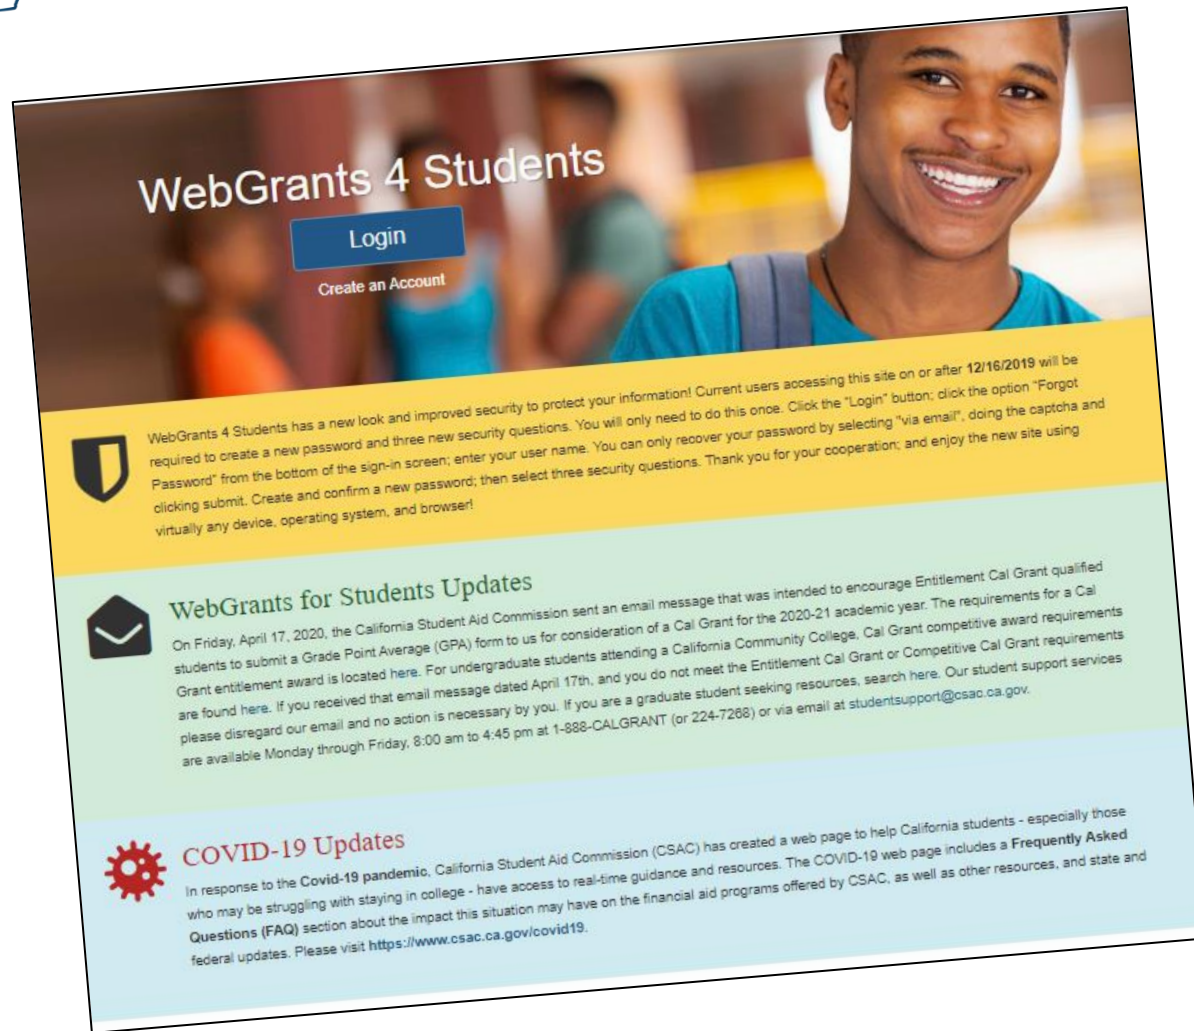 WebGrants 4 Students
Login
Create an Account
WebGrants 4 Students has a new look and improved security to protect your information! Current users accessing this site on or after 12/16/2019 will be
required to create a new password and three new security questions. You will only need to do this once. Click the "Login" button; click the option "Forgot
Password" from the bottom of the sign-in screen; enter your user name. You can only recover your password by selecting "via email", doing the captcha and
clicking submit. Create and confirm a new password; then select three security questions. Thank you for your cooperation; and enjoy the new site using
virtually any device, operating system, and browser!
WebGrants for Students Updates
On Friday, April 17, 2020, the California Student Aid Commission sent an email message that was intended to encourage Entitlement Cal Grant qualified
students to submit a Grade Point Average (GPA) form to us for consideration of a Cal Grant for the 2020-21 academic year. The requirements for a Cal
Grant entitlement award is located here. For undergraduate students attending a California Community College, Cal Grant competitive award requirements
are found here. If you received that email message dated April 17th, and you do not meet the Entitlement Cal Grant or Competitive Cal Grant requirements
please disregard our email and no action is necessary by you. If you are a graduate student seeking resources, search here. Our student support services
are available Monday through Friday, 8:00 am to 4:45 pm at 1-888-CALGRANT (or 224-7268) or via email at studentsupport@csac.ca.gov.
COVID-19 Updates
In response to the Covid-19 pandemic, California Student Aid Commission (CSAC) has created a web page to help California students - especially those
who may be struggling with staying in college - have access to real-time guidance and resources. The COVID-19 web page includes a Frequently Asked
Questions (FAQ) section about the impact this situation may have on the financial aid programs offered by CSAC, as well as other resources, and state and
federal updates. Please visit https://www.csac.ca.gov/covid19.